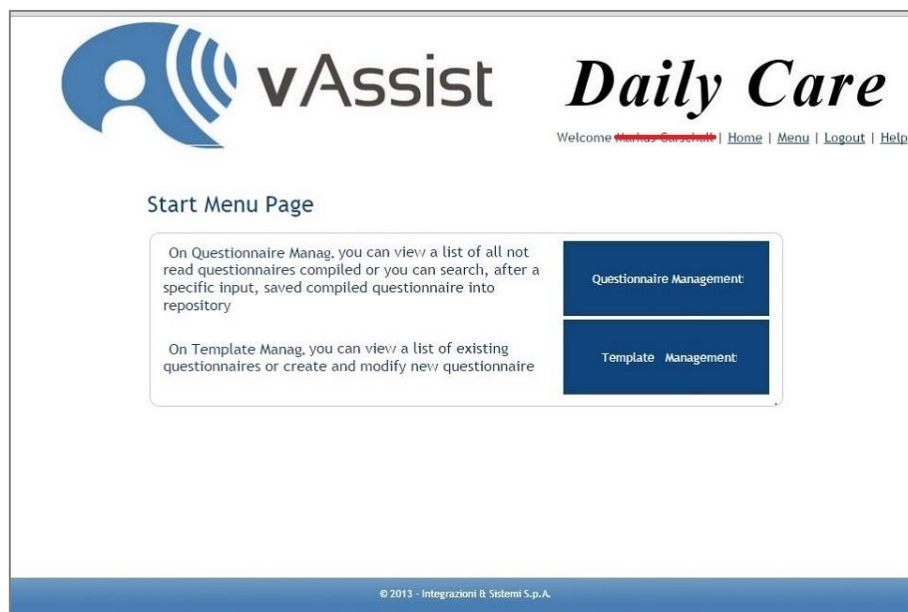 vAssist
Daily Care
Welcome | Home | Menu | Logout | Help
Start Menu Page
On Questionnaire Manag, you can view a list of all not
read questionnaires compiled or you can search, after a
specific input, saved compiled questionnaire into
repository
Questionnaire Management
On Template Manag, you can view a list of existing
questionnaires or create and modify new questionnaire
Template Management
© 2013 - Integrazioni & Sistemi S.p.A.